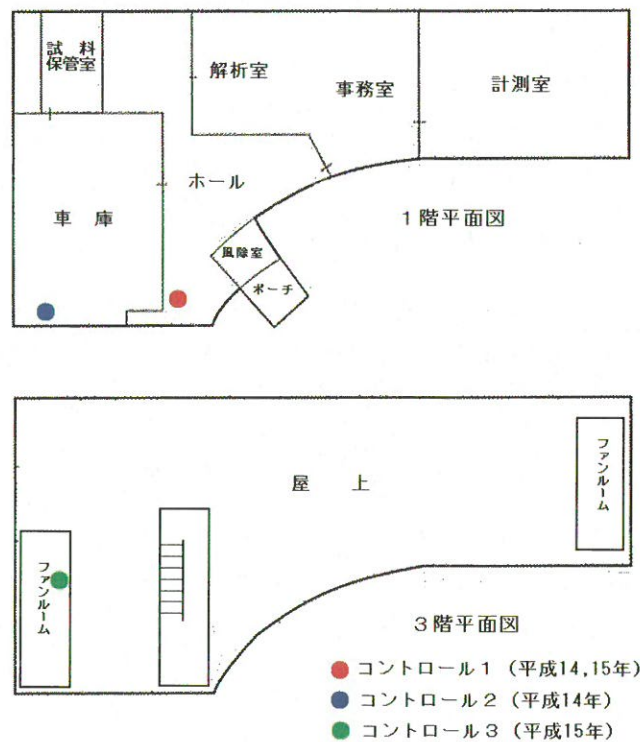 試 料
保管室
解析室
事務室
計測室
ホール
車 庫
1階平面図
風除室
ポーチ
屋 上
ファンルーム
ファンルーム
3階平面図
コントロール1 (平成14,15年)
コントロール2 (平成14年)
コントロール3 (平成15年)